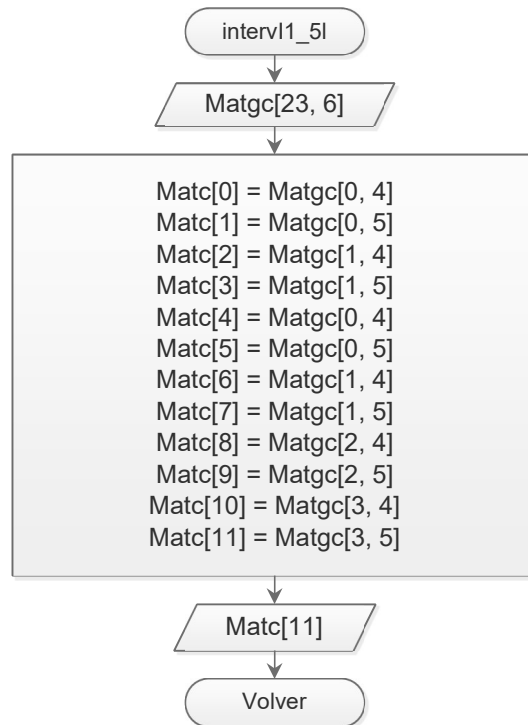 intervl1_5l
Matgc[23, 6]
Matc[0] = Matgc[0, 4]
Matc[1] = Matgc[0, 5]
Matc[2] = Matgc[1, 4]
Matc[3] = Matgc[1, 5]
Matc[4] = Matgc[0, 4]
Matc[5] = Matgc[0, 5]
Matc[6] = Matgc[1, 4]
Matc[7] = Matgc[1, 5]
Matc[8] = Matgc[2, 4]
Matc[9] = Matgc[2, 5]
Matc[10] = Matgc[3, 4]
Matc[11] = Matgc[3, 5]
Matc[11]
Volver